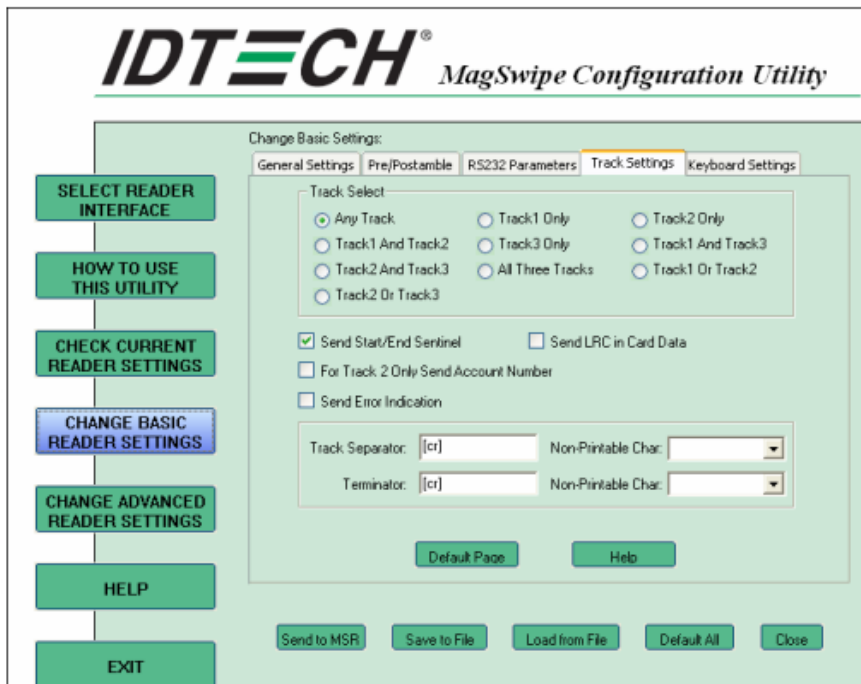 IDTECH®
MagSwipe Configuration Utility
Change Basic Settings:
General Settings
Pre/Postamble
RS232 Parameters
Track Settings
Keyboard Settings
SELECT READER
INTERFACE
HOW TO USE
THIS UTILITY
CHECK CURRENT
READER SETTINGS
CHANGE BASIC
READER SETTINGS
CHANGE ADVANCED
READER SETTINGS
HELP
EXIT
Track Select
Any Track
Track1 Only
Track2 Only
Track1 And Track2
Track3 Only
Track1 And Track3
Track2 And Track3
All Three Tracks
Track1 Or Track2
Track2 Or Track3
Send Start/End Sentinel
Send LRC in Card Data
For Track 2 Only Send Account Number
Send Error Indication
Track Separator: [cr] Non-Printable Char:
Terminator: [cr] Non-Printable Char:
Default Page
Help
Send to MSR
Save to File
Load from File
Default All
Close